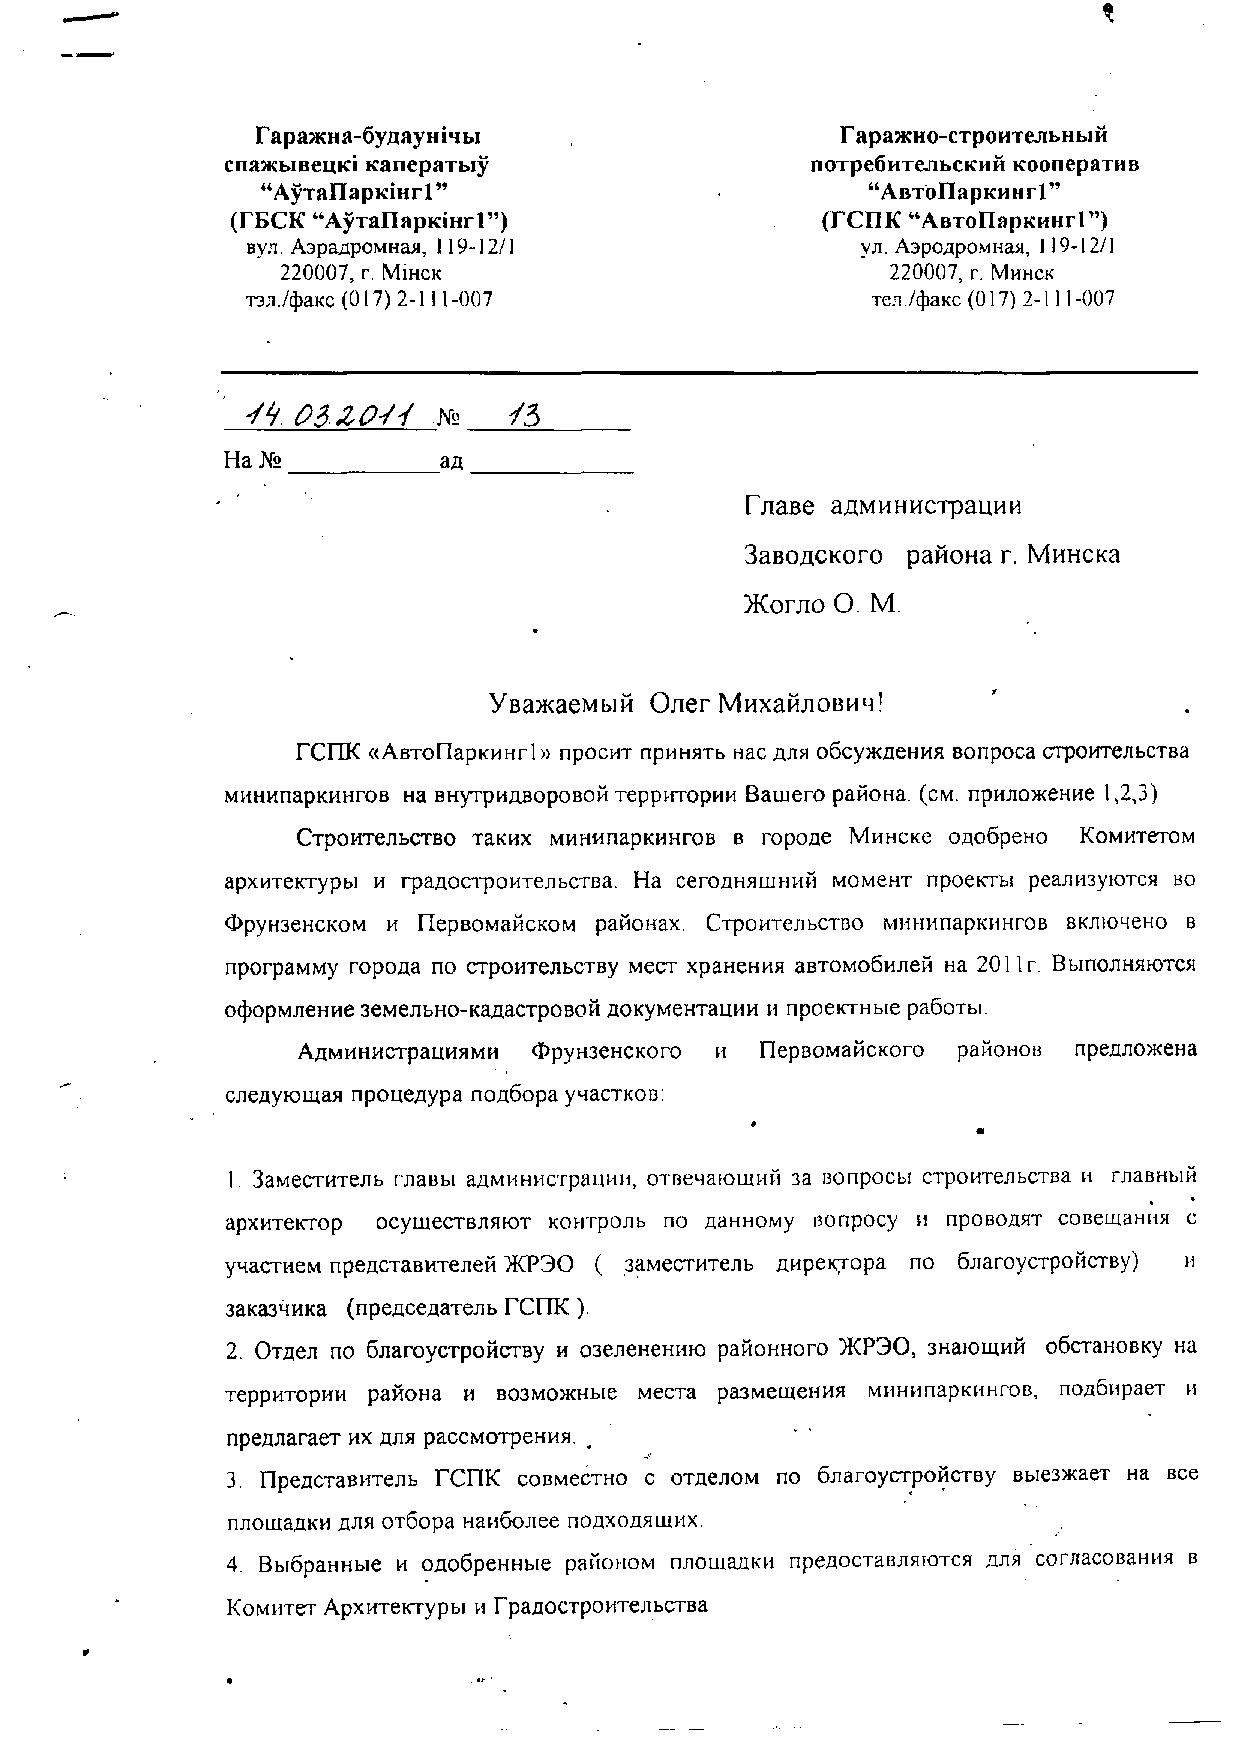 Гаражна-будаунічы
спажывецкі каператыў
“АўтаПаркінг1”
(ГБСК “АўтаПаркінг1”)
вул. Аэрадромная, 119-12/1
220007, г. Мінск
тэл./факс (017) 2-111-007
Гаражно-строительный
потребительский кооператив
“АвтоПаркинг1”
(ГСПК “АвтоПаркинг1”)
ул. Аэродромная, 119-12/1
220007, г. Минск
тел./факс (017) 2-111-007
14.03.2011 № 13
На № ____________ ад _____________
Главе администрации
Заводского района г. Минска
Жогло О. М.
Уважаемый Олег Михайлович!
ГСПК «АвтоПаркинг1» просит принять нас для обсуждения вопроса строительства
минипаркингов на внутридворовой территории Вашего района. (см. приложение 1,2,3)
Строительство таких минипаркингов в городе Минске одобрено Комитетом
архитектуры и градостроительства. На сегодняшний момент проекты реализуются во
Фрунзенском и Первомайском районах. Строительство минипаркингов включено в
программу города по строительству мест хранения автомобилей на 2011г. Выполняются
оформление земельно-кадастровой документации и проектные работы.
Администрациями Фрунзенского и Первомайского районов предложена
следующая процедура подбора участков:
1. Заместитель главы администрации, отвечающий за вопросы строительства и главный
архитектор осуществляют контроль по данному вопросу и проводят совещания с
участием представителей ЖРЭО ( заместитель директора по благоустройству) и
заказчика (председатель ГСПК ).
2. Отдел по благоустройству и озеленению районного ЖРЭО, знающий обстановку на
территории района и возможные места размещения минипаркингов, подбирает и
предлагает их для рассмотрения.
3. Представитель ГСПК совместно с отделом по благоустройству выезжает на все
площадки для отбора наиболее подходящих.
4. Выбранные и одобренные районом площадки предоставляются для согласования в
Комитет Архитектуры и Градостроительства